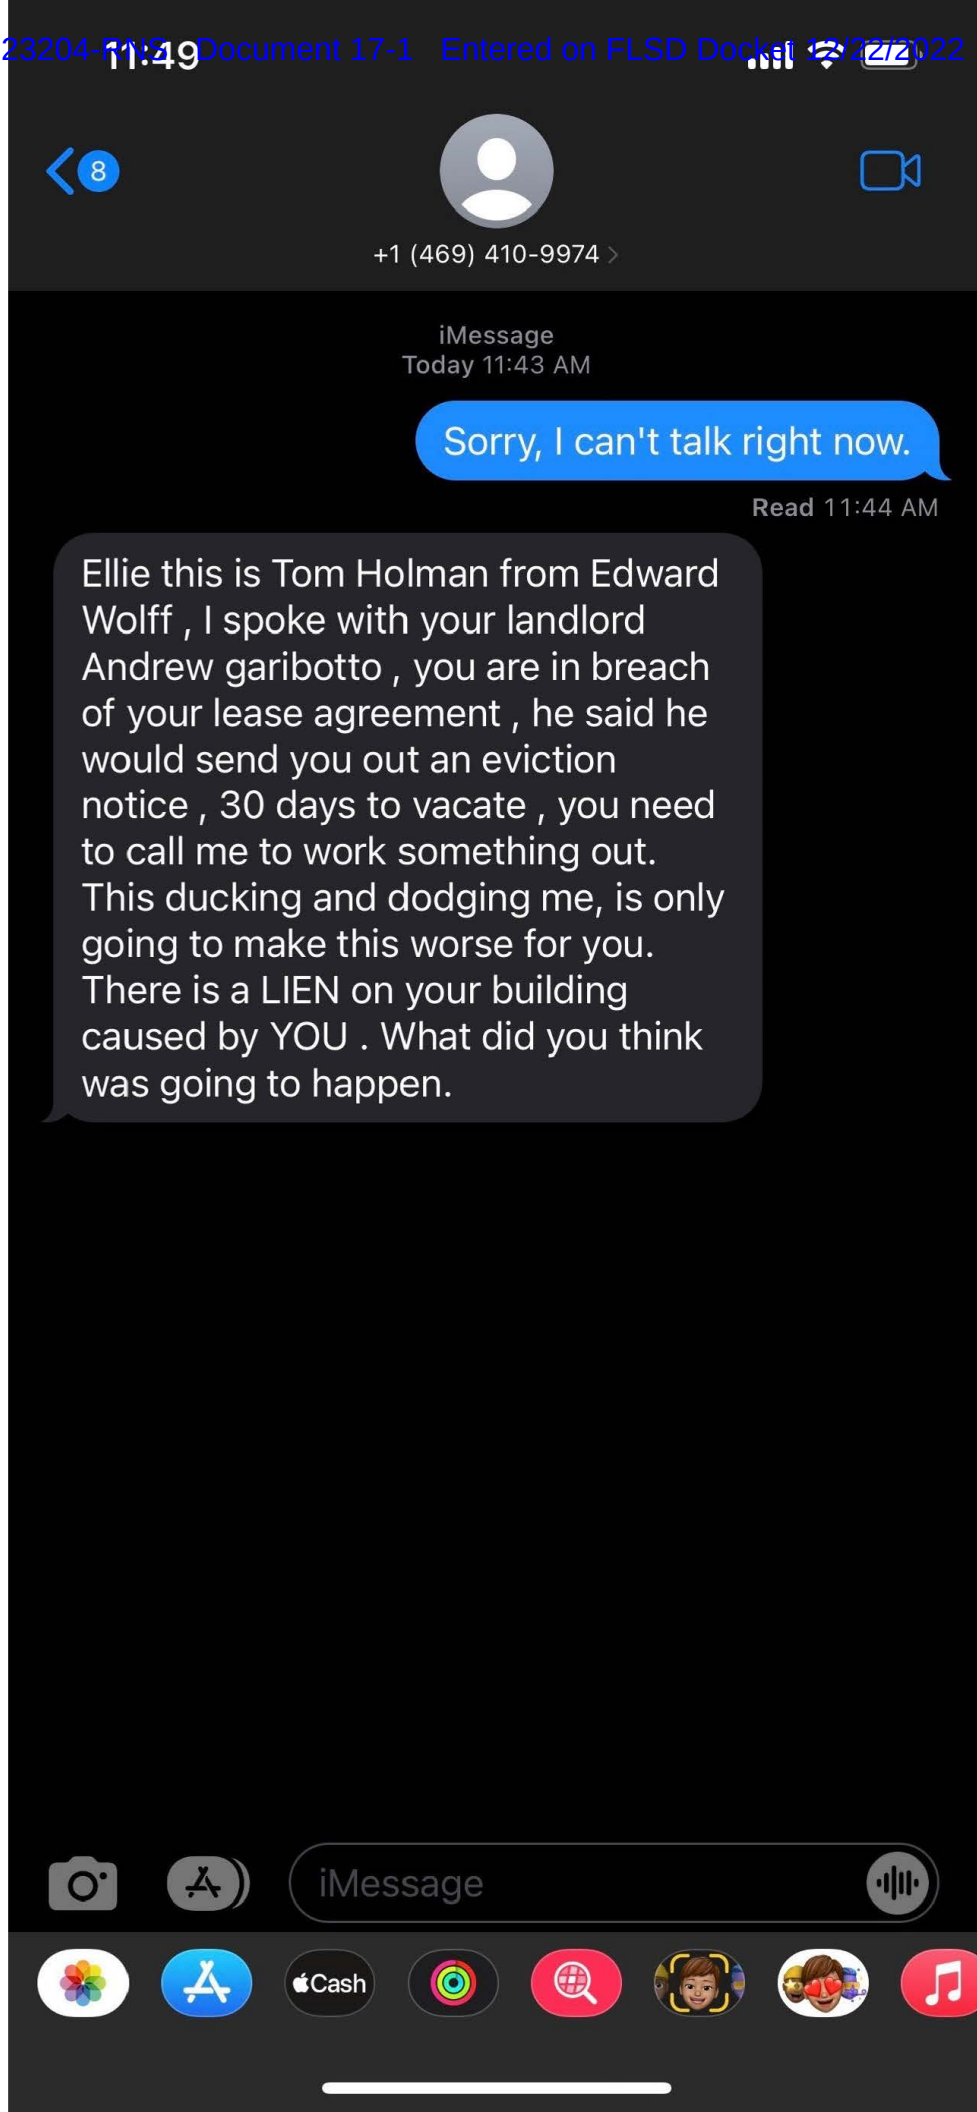 23204-RNS Document 17-1 Entered on FLSD Docket 12/22/2022
11:49
8
+1 (469) 410-9974
iMessage
Today 11:43 AM
Sorry, I can't talk right now.
Read 11:44 AM
Ellie this is Tom Holman from Edward
Wolff , I spoke with your landlord
Andrew garibotto , you are in breach
of your lease agreement , he said he
would send you out an eviction
notice , 30 days to vacate , you need
to call me to work something out.
This ducking and dodging me, is only
going to make this worse for you.
There is a LIEN on your building
caused by YOU . What did you think
was going to happen.
iMessage
Cash